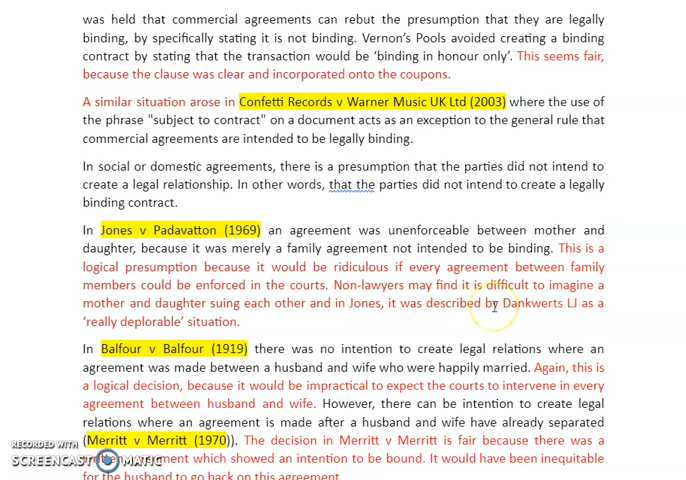 was held that commercial agreements can rebut the presumption that they are legally
binding, by specifically stating it is not binding. Vernon's Pools avoided creating a binding
contract by stating that the transaction would be 'binding in honour only'. This seems fair,
because the clause was clear and incorporated onto the coupons.
A similar situation arose in Confetti Records v Warner Music UK Ltd (2003) where the use of
the phrase "subject to contract" on a document acts as an exception to the general rule that
commercial agreements are intended to be legally binding.
In social or domestic agreements, there is a presumption that the parties did not intend to
create a legal relationship. In other words, that the parties did not intend to create a legally
binding contract.
In Jones v Padavatton (1969) an agreement was unenforceable between mother and
daughter, because it was merely a family agreement not intended to be binding. This is a
logical presumption because it would be ridiculous if every agreement between family
members could be enforced in the courts. Non-lawyers may find it is difficult to imagine a
mother and daughter suing each other and in Jones, it was described by Dankwerts LJ as a
'really deplorable' situation.
In Balfour v Balfour (1919) there was no intention to create legal relations where an
agreement was made between a husband and wife who were happily married. Again, this is
a logical decision, because it would be impractical to expect the courts to intervene in every
agreement between husband and wife. However, there can be intention to create legal
relations where an agreement is made after a husband and wife have already separated
(Merritt v Merritt (1970)). The decision in Merritt v Merritt is fair because there was a
agreement which showed an intention to be bound. It would have been inequitable
for the husband to go back on this agreement.
RECORDED WITH
SCREENCAST MATIC